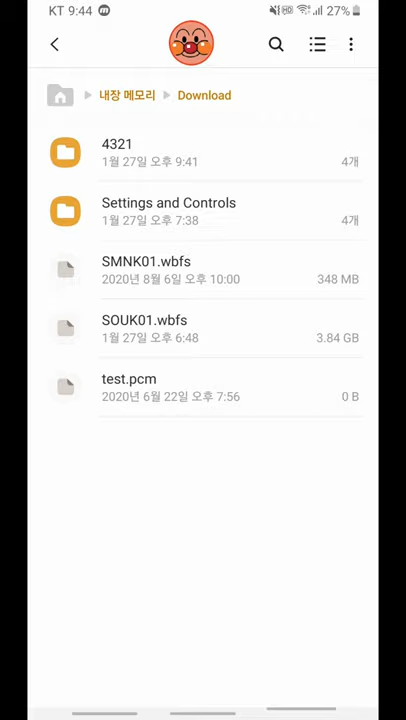 KT 9:44
27%
내장 메모리 Download
4321
1월 27일 오후 9:41 4개
Settings and Controls
1월 27일 오후 7:38 4개
SMNK01.wbfs
2020년 8월 6일 오후 10:00 348 MB
SOUK01.wbfs
1월 27일 오후 6:48 3.84 GB
test.pcm
2020년 6월 22일 오후 7:56 0 B